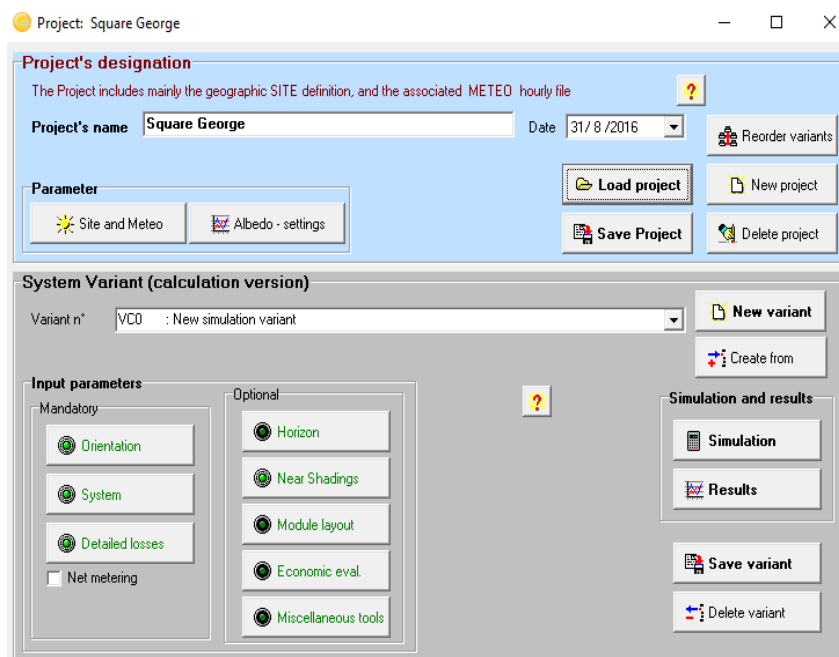 Project: Square George
Project's designation
The Project includes mainly the geographic SITE definition, and the associated METEO hourly file
?
Project's name Square George Date 31/ 8 /2016
Reorder variants
Parameter
Load project New project
Site and Meteo Albedo - settings
Save Project Delete project
System Variant (calculation version)
Variant n° VC0 : New simulation variant
New variant
Create from
Input parameters
Mandatory
Orientation
System
Detailed losses
Net metering
Optional
Horizon
Near Shadings
Module layout
Economic eval.
Miscellaneous tools
?
Simulation and results
Simulation
Results
Save variant
Delete variant